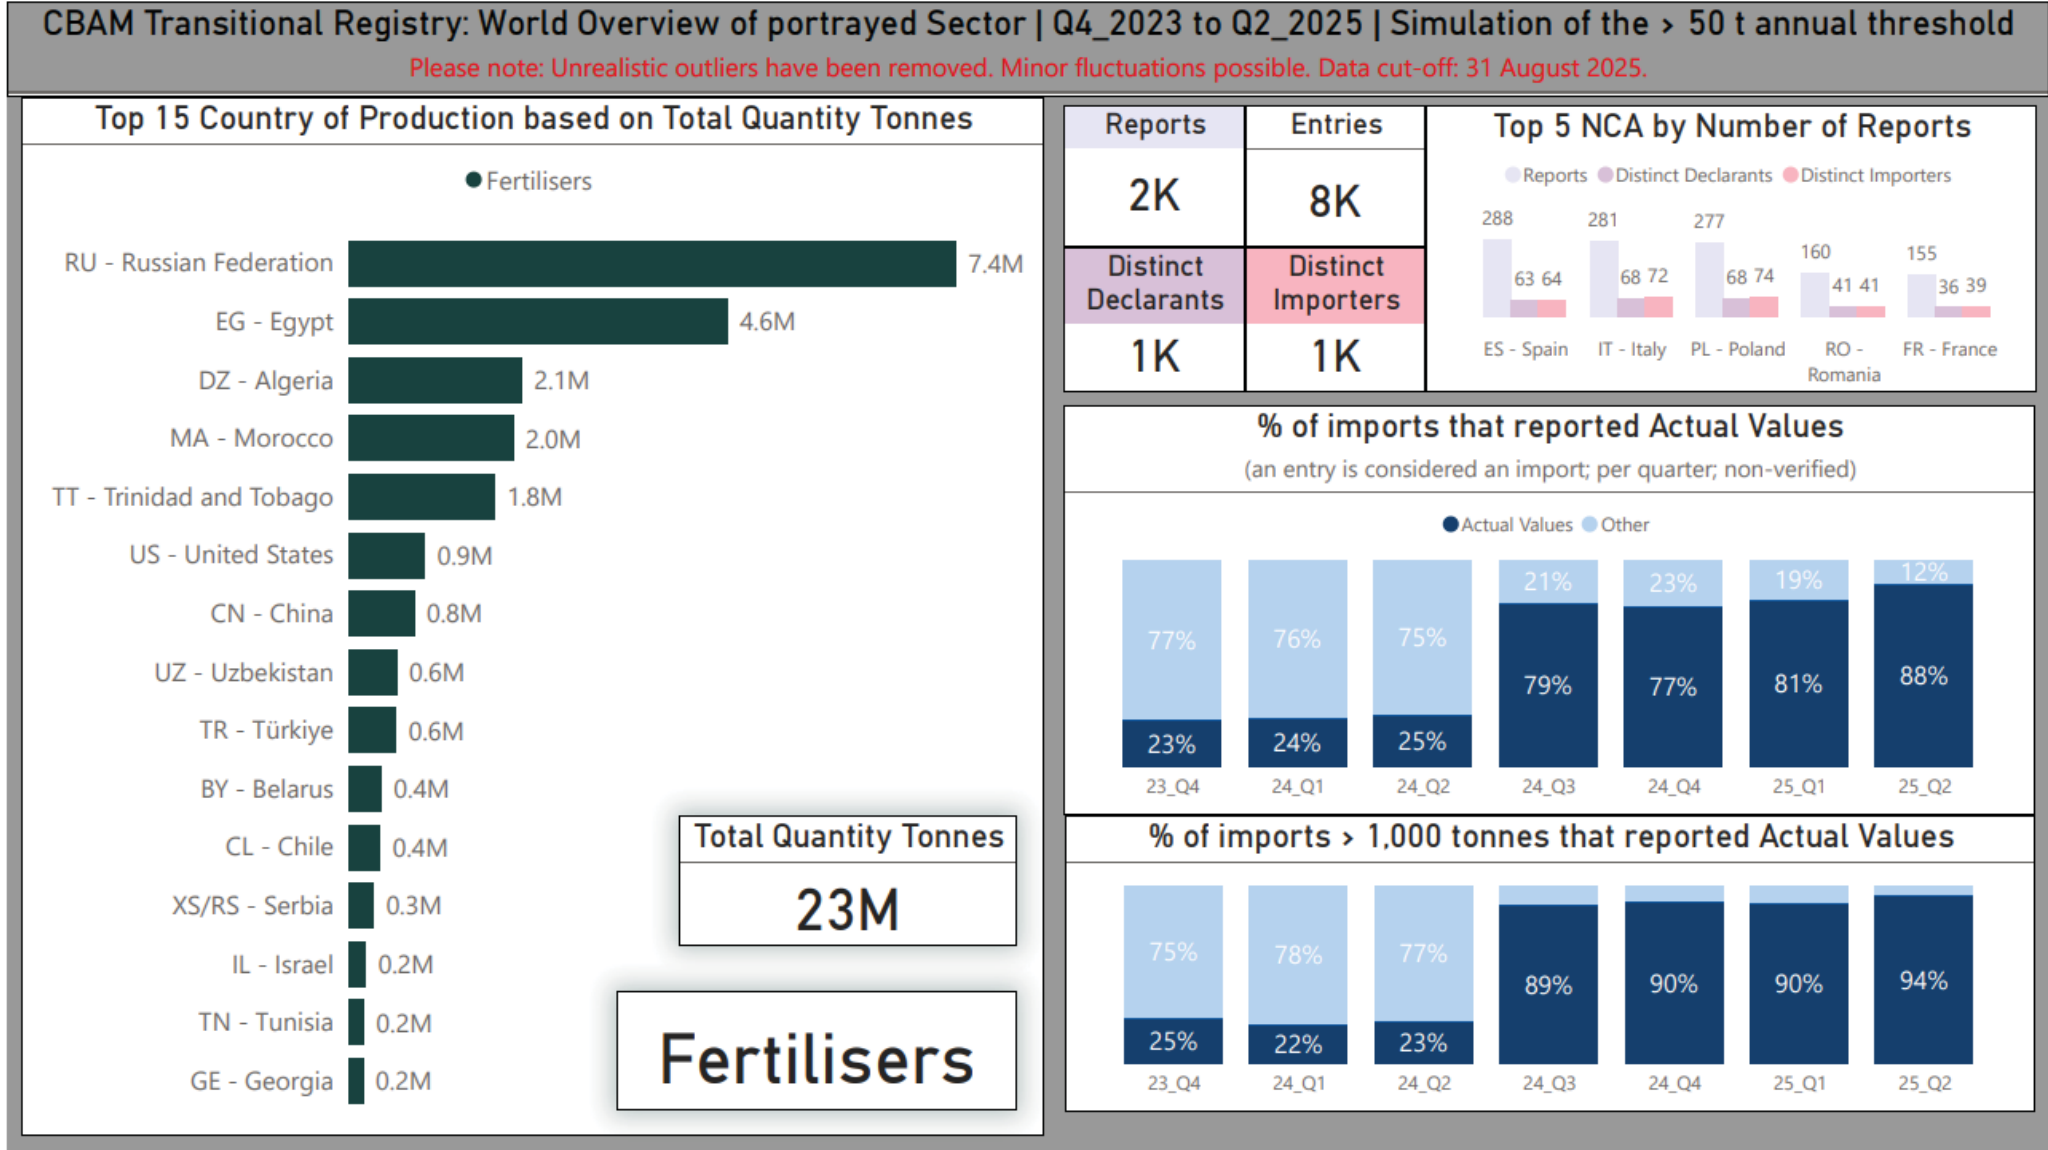 CBAM Transitional Registry: World Overview of portrayed Sector | Q4_2023 to Q2_2025 | Simulation of the > 50 t annual threshold
Please note: Unrealistic outliers have been removed. Minor fluctuations possible. Data cut-off: 31 August 2025.
Top 15 Country of Production based on Total Quantity Tonnes
Fertilisers
RU - Russian Federation 7.4M
EG - Egypt 4.6M
DZ - Algeria 2.1M
MA - Morocco 2.0M
TT - Trinidad and Tobago 1.8M
US - United States 0.9M
CN - China 0.8M
UZ - Uzbekistan 0.6M
TR - Türkiye 0.6M
BY - Belarus 0.4M
CL - Chile 0.4M
XS/RS - Serbia 0.3M
IL - Israel 0.2M
TN - Tunisia 0.2M
GE - Georgia 0.2M
Total Quantity Tonnes
23M
Fertilisers
Reports
2K
Entries
8K
Distinct
Declarants
1K
Distinct
Importers
1K
Top 5 NCA by Number of Reports
Reports Distinct Declarants Distinct Importers
288 63 64
281 68 72
277 68 74
160 41 41
155 36 39
ES - Spain IT - Italy PL - Poland RO - FR - France
Romania
% of imports that reported Actual Values
(an entry is considered an import; per quarter; non-verified)
Actual Values Other
77% 76% 75% 21% 23% 19% 12%
23% 24% 25% 79% 77% 81% 88%
23_Q4 24_Q1 24_Q2 24_Q3 24_Q4 25_Q1 25_Q2
% of imports > 1,000 tonnes that reported Actual Values
75% 78% 77%
25% 22% 23% 89% 90% 90% 94%
23_Q4 24_Q1 24_Q2 24_Q3 24_Q4 25_Q1 25_Q2